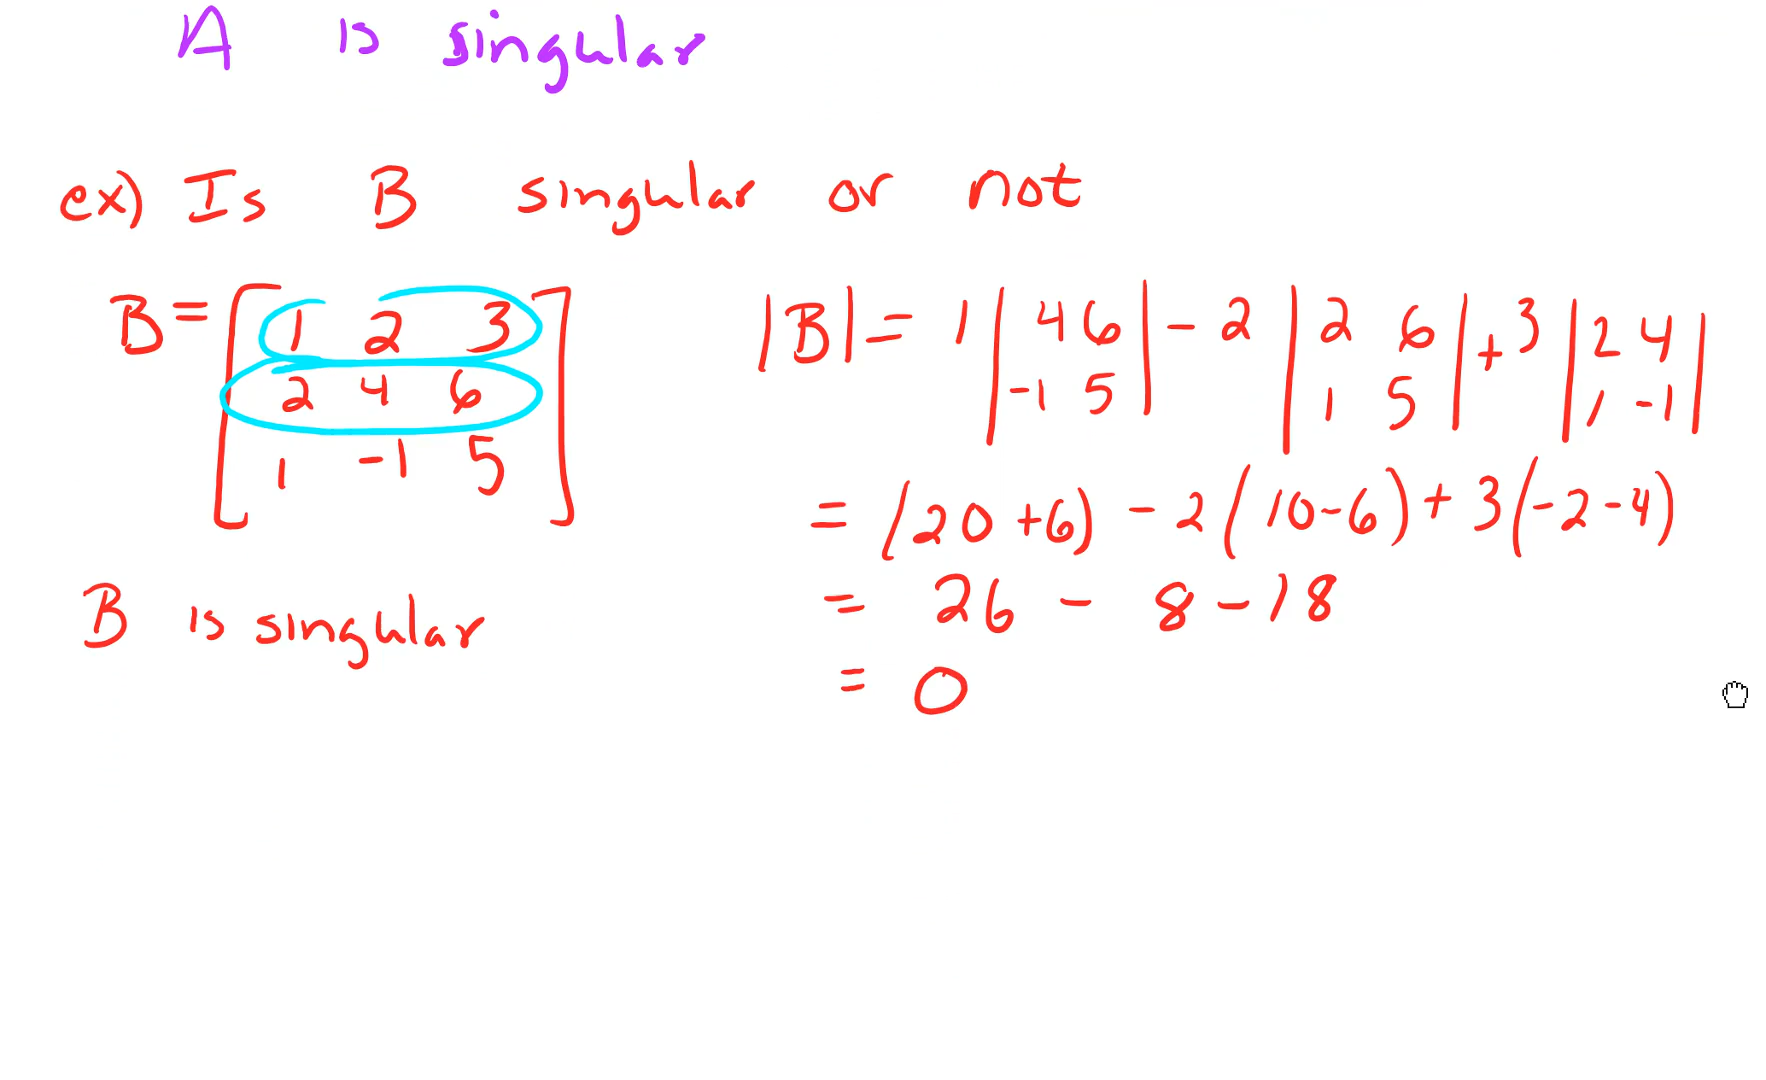 A is singular
ex) Is B singular or not
B = [ 1 2 3
2 4 6
1 -1 5 ]
|B| = 1 | 4 6 | - 2 | 2 6 | + 3 | 2 4 |
| -1 5 | | 1 5 | | 1 -1 |
= (20 + 6) - 2(10 - 6) + 3(-2 - 4)
= 26 - 8 - 18
= 0
B is singular